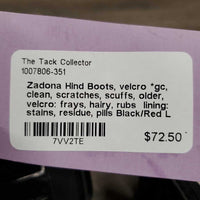 The Tack Collector
1007806-351
Zadona Hind Boots, velcro *gc,
clean, scratches, scuffs, older,
velcro: frays, hairy, rubs lining:
stains, residue, pills Black/Red L
$72.50
7VV2TE